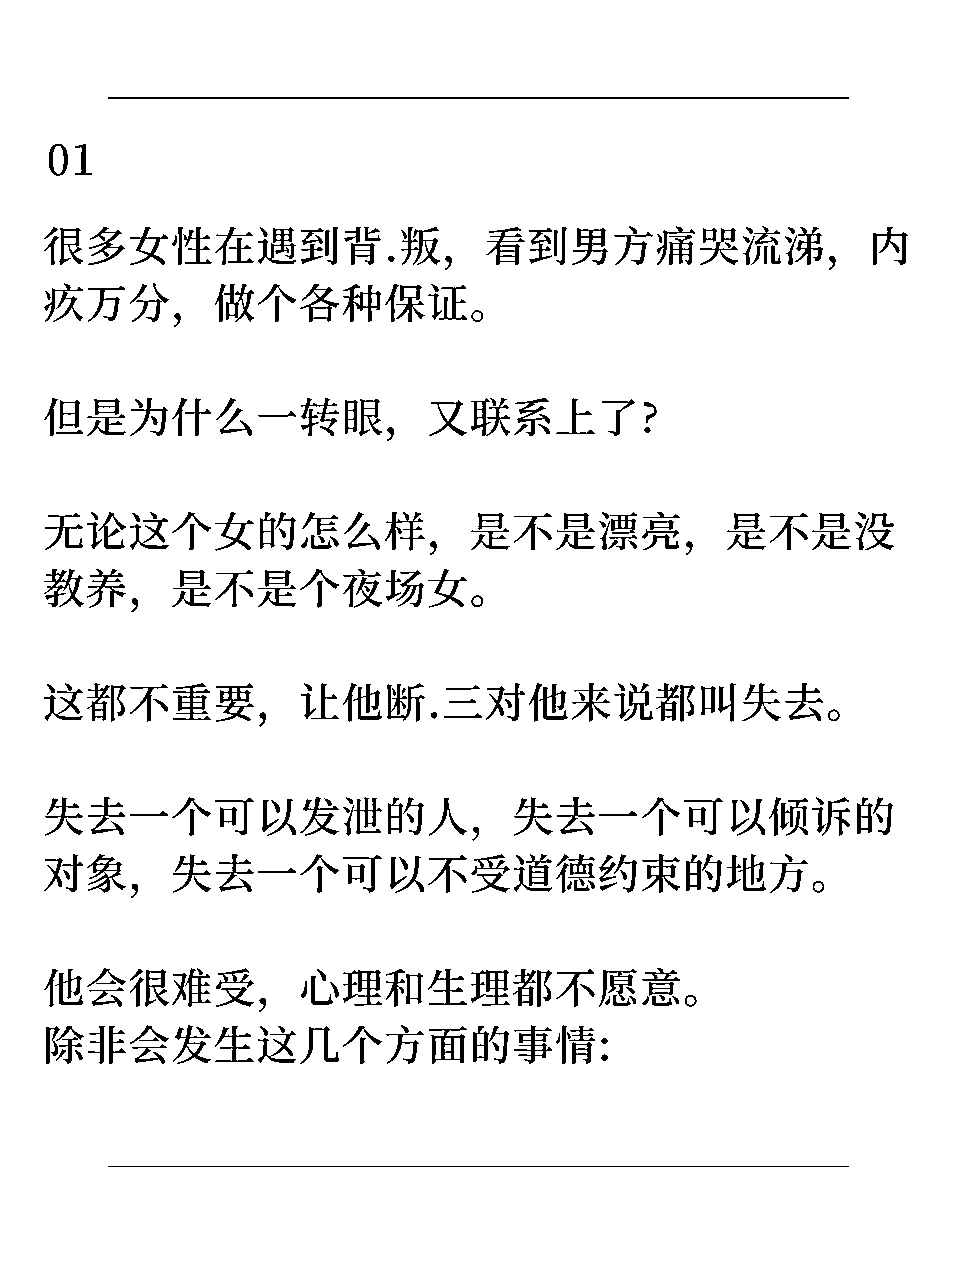 01
很多女性在遇到背.叛，看到男方痛哭流涕，内
疚万分，做个各种保证。
但是为什么一转眼，又联系上了？
无论这个女的怎么样，是不是漂亮，是不是没
教养，是不是个夜场女。
这都不重要，让他断.三对他来说都叫失去。
失去一个可以发泄的人，失去一个可以倾诉的
对象，失去一个可以不受道德约束的地方。
他会很难受，心理和生理都不愿意。
除非会发生这几个方面的事情：